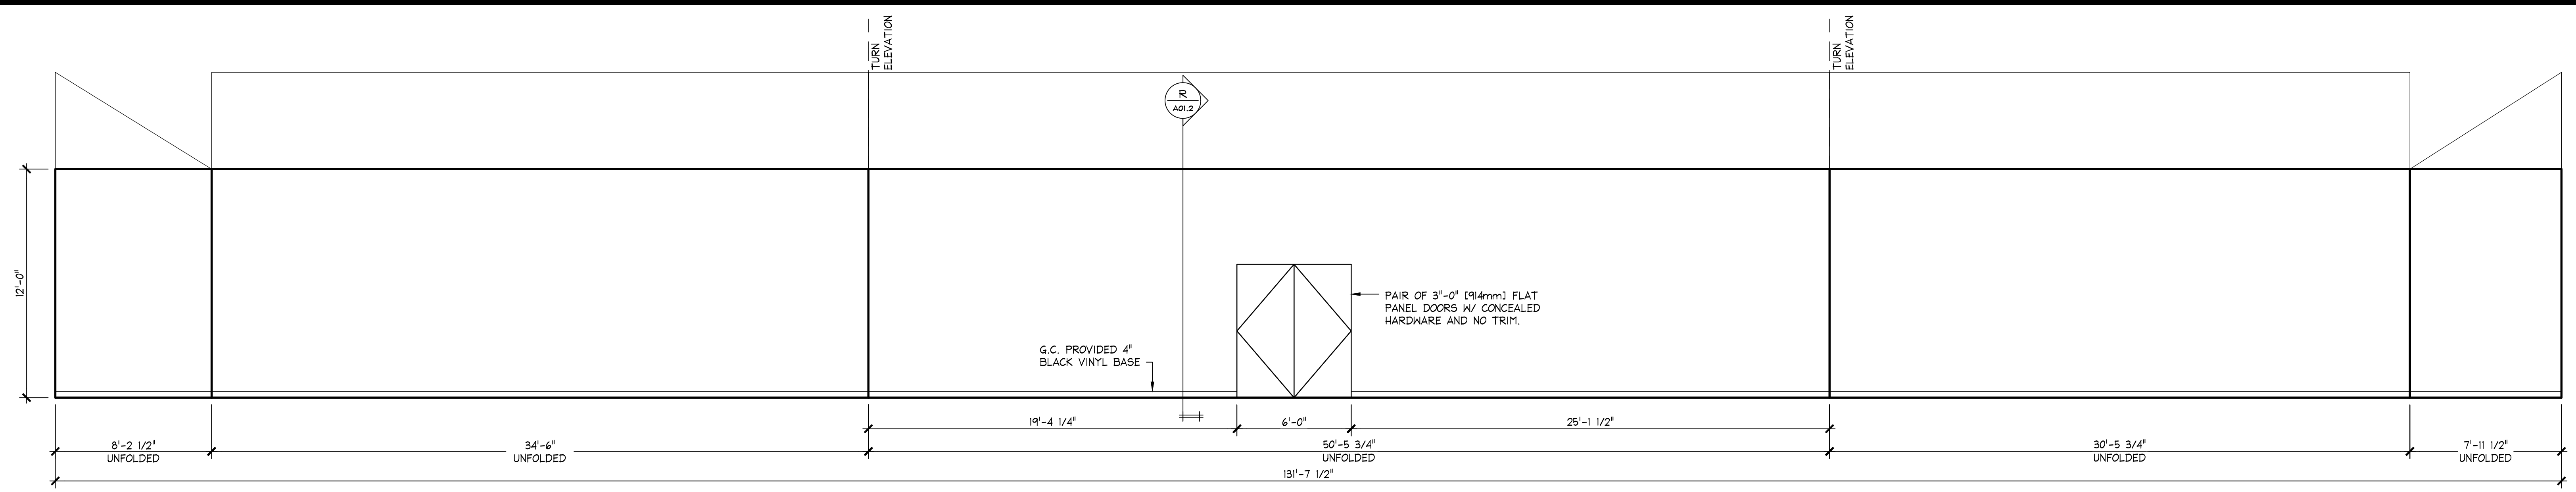 TURN
ELEVATION
TURN
ELEVATION
R
A01.2
12'-0"
PAIR OF 3"-0" [914mm] FLAT
PANEL DOORS W/ CONCEALED
HARDWARE AND NO TRIM.
G.C. PROVIDED 4"
BLACK VINYL BASE
19'-4 1/4"
6'-0"
25'-1 1/2"
8'-2 1/2"
UNFOLDED
34'-6"
UNFOLDED
50'-5 3/4"
UNFOLDED
30'-5 3/4"
UNFOLDED
7'-11 1/2"
UNFOLDED
131'-7 1/2"